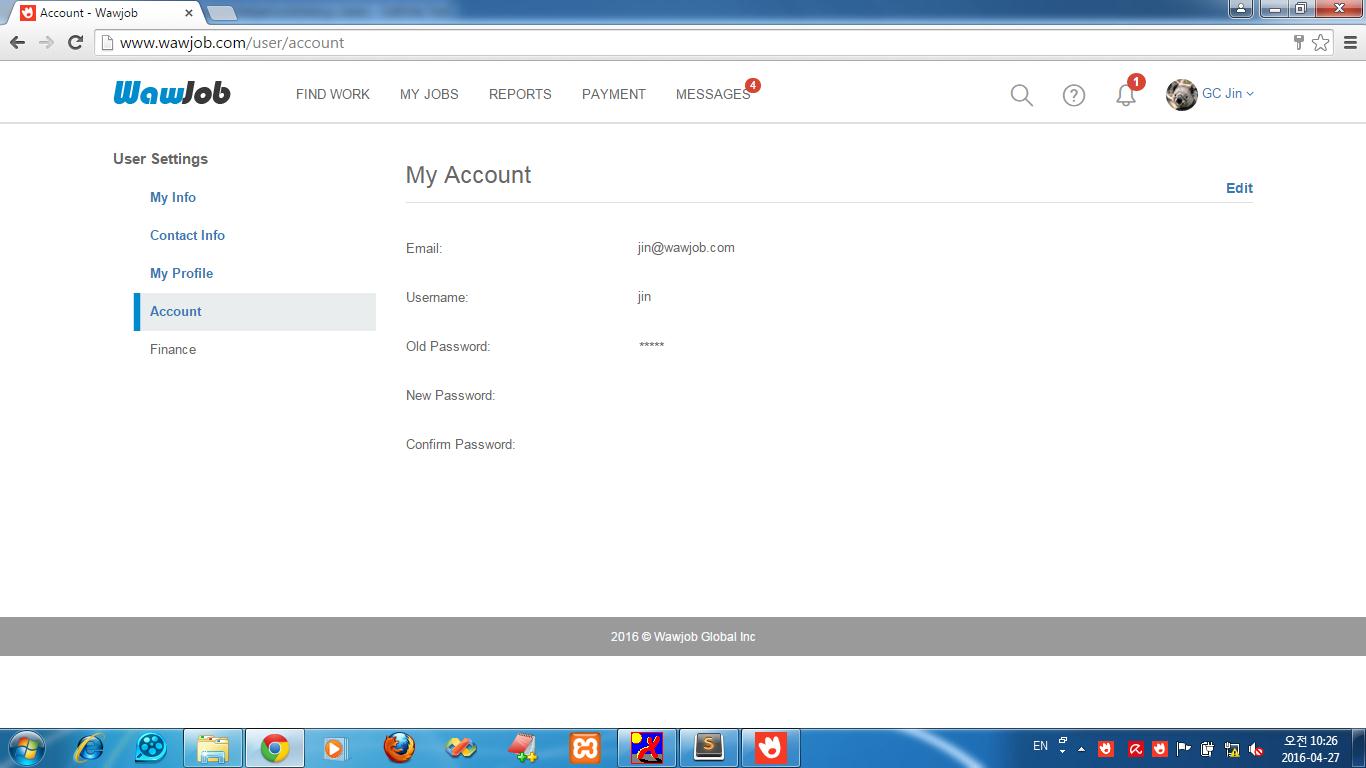 Account - Wawjob
www.wawjob.com/user/account
WawJob
FIND WORK
MY JOBS
REPORTS
PAYMENT
MESSAGES
4
1
GC Jin
User Settings
My Info
Contact Info
My Profile
Account
Finance
My Account
Edit
Email:
jin@wawjob.com
Username:
jin
Old Password:
*****
New Password:
Confirm Password:
2016 © Wawjob Global Inc
EN
오전 10:26
2016-04-27